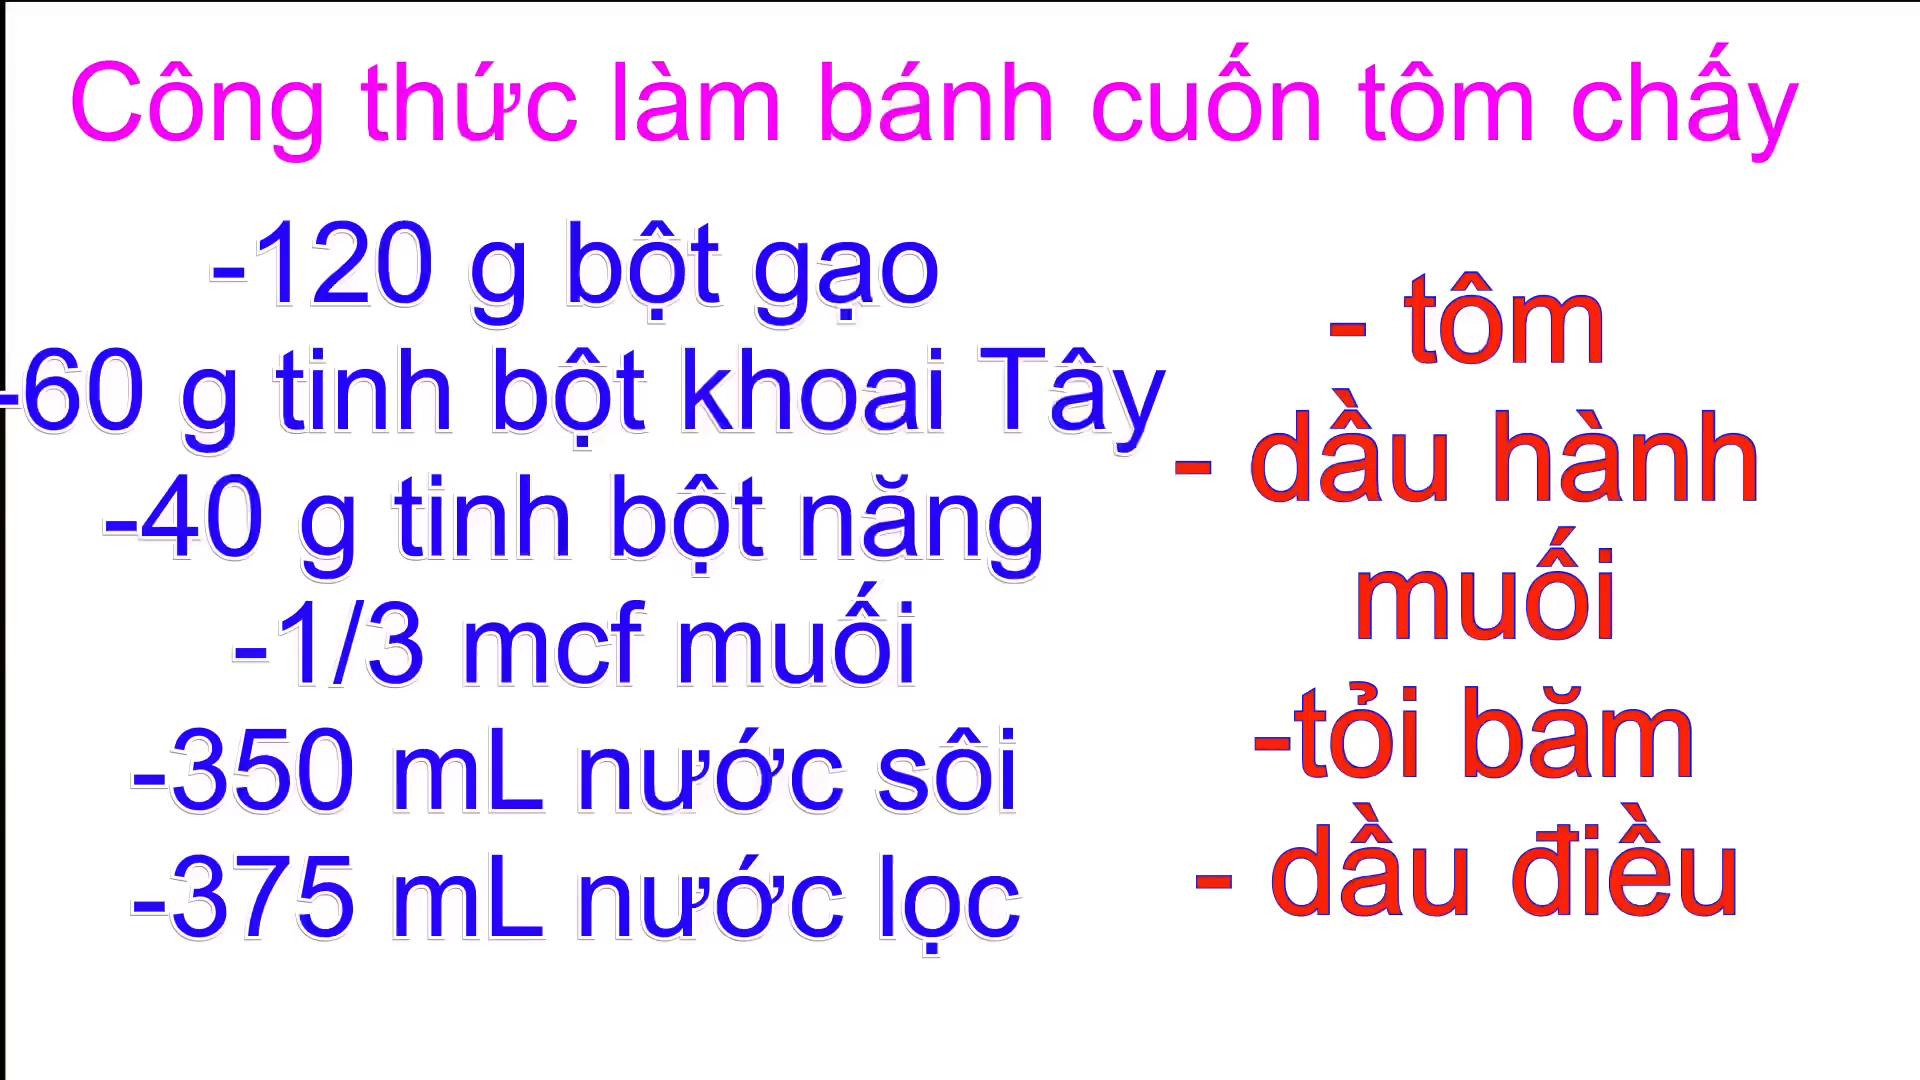 Công thức làm bánh cuốn tôm chấy
-120 g bột gạo
-60 g tinh bột khoai Tây
-40 g tinh bột năng
-1/3 mcf muối
-350 mL nước sôi
-375 mL nước lọc
- tôm
- dầu hành
muối
-tỏi băm
- dầu điều